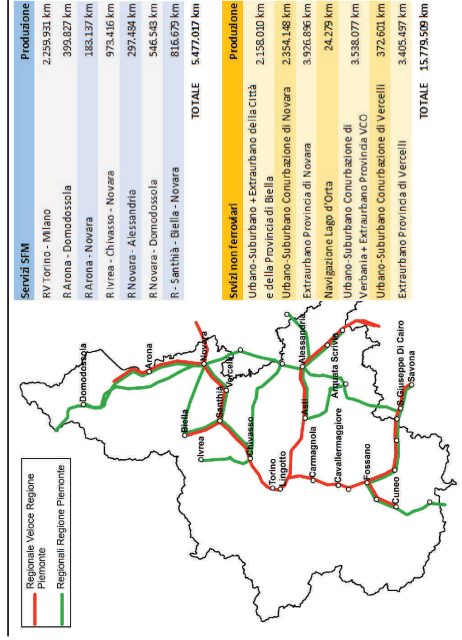 Regionale Veloce Regione
Piemonte
Regionali Regione Piemonte
Domodossola
Arona
Novara
Biella
Santhià
Vercelli
Ivrea
Chivasso
Torino
Lingotto
Asti
Alessandria
Carmagnola
Arquata Scrivia
Cavallermaggiore
Fossano
Cuneo
S.Giuseppe Di Cairo
Savona
Servizi SFM Produzione
RV Torino - Milano 2.259.931 km
R Arona - Domodossola 399.827 km
R Arona - Novara 183.137 km
R Ivrea - Chivasso - Novara 973.416 km
R Novara - Alessandria 297.484 km
R Novara - Domodossola 546.543 km
R - Santhià - Biella - Novara 816.679 km
TOTALE 5.477.017 km
Srvizi non ferroviari Produzione
Urbano-Suburbano + Extraurbano della Città
e della Provincia di Biella 2.158.010 km
Urbano-Suburbano Conurbazione di Novara 2.354.148 km
Extraurbano Provincia di Novara 3.926.896 km
Navigazione Lago d'Orta 24.279 km
Urbano-Suburbano Conurbazione di
Verbania + Extraurbano Provincia VCO 3.538.077 km
Urbano-Suburbano Conurbazione di Vercelli 372.601 km
Extraurbano Provincia di Vercelli 3.405.497 km
TOTALE 15.779.509 km